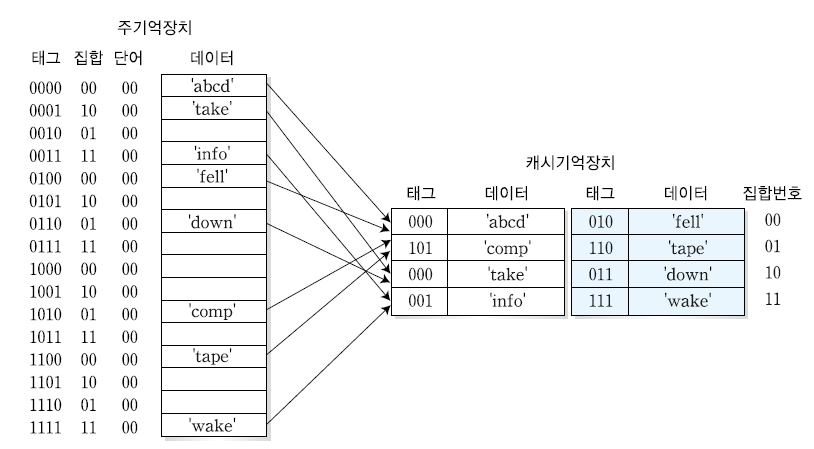 주기억장치
태그 집합 단어 데이터
0000 00 00 'abcd'
0001 10 00 'take'
0010 01 00
0011 11 00 'info'
0100 00 00 'fell'
0101 10 00
0110 01 00 'down'
0111 11 00
1000 00 00
1001 10 00
1010 01 00 'comp'
1011 11 00
1100 00 00 'tape'
1101 10 00
1110 01 00
1111 11 00 'wake'
캐시기억장치
태그 데이터 태그 데이터 집합번호
000 'abcd' 010 'fell' 00
101 'comp' 110 'tape' 01
000 'take' 011 'down' 10
001 'info' 111 'wake' 11